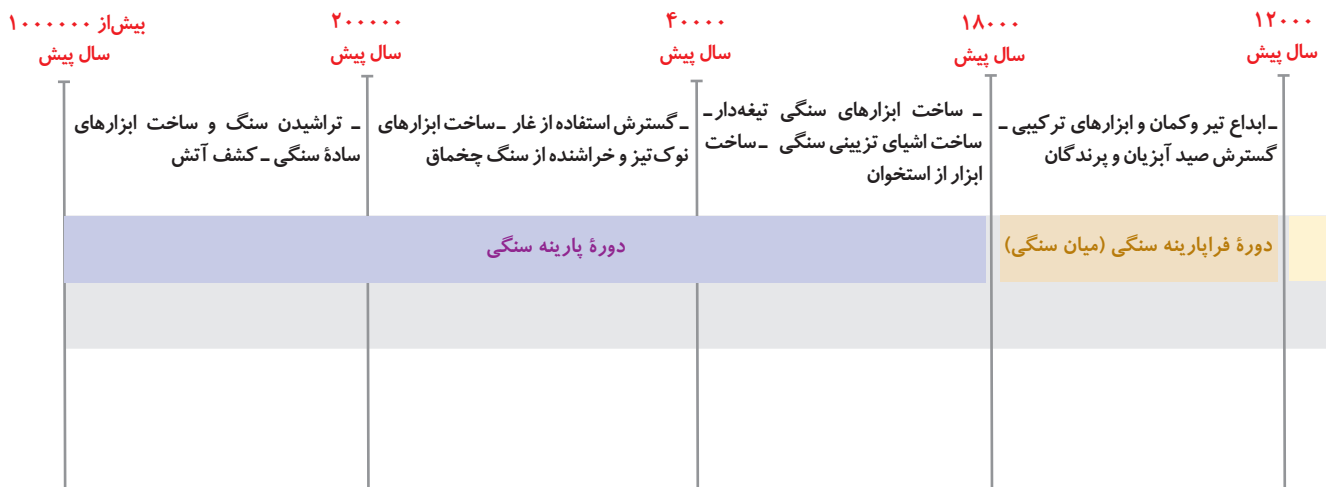 بیش‌از ۱۰۰۰۰۰۰
سال پیش
۲۰۰۰۰۰
سال پیش
۴۰۰۰۰
سال پیش
۱۸۰۰۰
سال پیش
۱۲۰۰۰
سال پیش
ـ تراشیدن سنگ و ساخت ابزارهای
سادهٔ سنگی ـ کشف آتش
ـ گسترش استفاده از غار ـ ساخت ابزارهای
نوک‌تیز و خراشنده از سنگ چخماق
ـ ساخت ابزارهای سنگی تیغه‌دار ـ
ساخت اشیای تزیینی سنگی ـ ساخت
ابزار از استخوان
ـ ابداع تیر و کمان و ابزارهای ترکیبی ـ
گسترش صید آبزیان و پرندگان
دورهٔ پارینه سنگی
دورهٔ فراپارینه سنگی (میان سنگی)